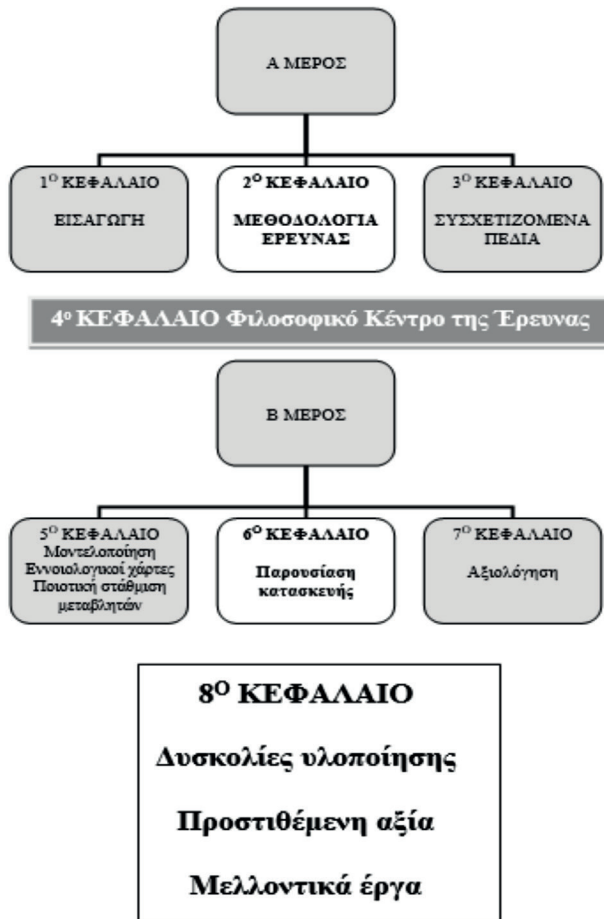 Α ΜΕΡΟΣ
1Ο ΚΕΦΑΛΑΙΟ
ΕΙΣΑΓΩΓΗ
2Ο ΚΕΦΑΛΑΙΟ
ΜΕΘΟΔΟΛΟΓΙΑ
ΕΡΕΥΝΑΣ
3Ο ΚΕΦΑΛΑΙΟ
ΣΥΣΧΕΤΙΖΟΜΕΝΑ
ΠΕΔΙΑ
4ο ΚΕΦΑΛΑΙΟ Φιλοσοφικό Κέντρο της Έρευνας
Β ΜΕΡΟΣ
5Ο ΚΕΦΑΛΑΙΟ
Μοντελοποίηση
Εννοιολογικοί χάρτες
Ποιοτική στάθμιση
μεταβλητών
6Ο ΚΕΦΑΛΑΙΟ
Παρουσίαση
κατασκευής
7Ο ΚΕΦΑΛΑΙΟ
Αξιολόγηση
8Ο ΚΕΦΑΛΑΙΟ
Δυσκολίες υλοποίησης
Προστιθέμενη αξία
Μελλοντικά έργα